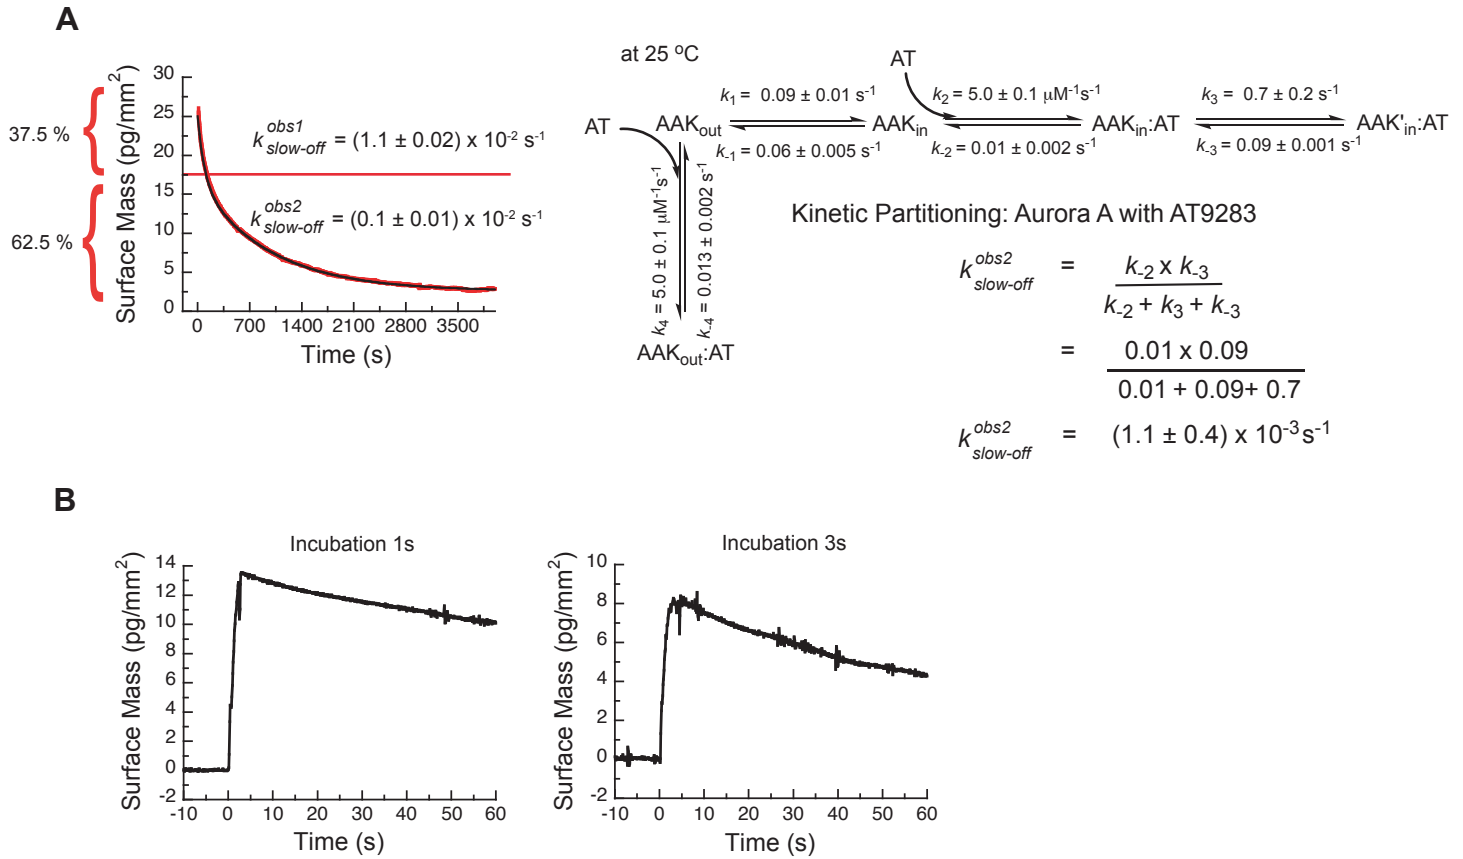 A
at 25 °C
30
25
20
15
10
5
0
Surface Mass (pg/mm²)
37.5 %
62.5 %
k obs1 slow-off = (1.1 ± 0.02) x 10⁻² s⁻¹
k obs2 slow-off = (0.1 ± 0.01) x 10⁻² s⁻¹
0 700 1400 2100 2800 3500
Time (s)
AT
AT
k₁ = 0.09 ± 0.01 s⁻¹
k₂ = 5.0 ± 0.1 µM⁻¹s⁻¹
k₃ = 0.7 ± 0.2 s⁻¹
AAKout
AAKin
AAKin:AT
AAK'in:AT
k₋₁ = 0.06 ± 0.005 s⁻¹
k₋₂ = 0.01 ± 0.002 s⁻¹
k₋₃ = 0.09 ± 0.001 s⁻¹
k₄ = 5.0 ± 0.1 µM⁻¹s⁻¹
k₋₄ = 0.013 ± 0.002 s⁻¹
AAKout:AT
Kinetic Partitioning: Aurora A with AT9283
k obs2 slow-off = k₋₂ x k₋₃
k₋₂ + k₃ + k₋₃
= 0.01 x 0.09
0.01 + 0.09+ 0.7
k obs2 slow-off = (1.1 ± 0.4) x 10⁻³s⁻¹
B
Incubation 1s
14
12
10
8
6
4
2
0
-2
Surface Mass (pg/mm²)
-10 0 10 20 30 40 50 60
Time (s)
Incubation 3s
10
8
6
4
2
0
-2
Surface Mass (pg/mm²)
-10 0 10 20 30 40 50 60
Time (s)